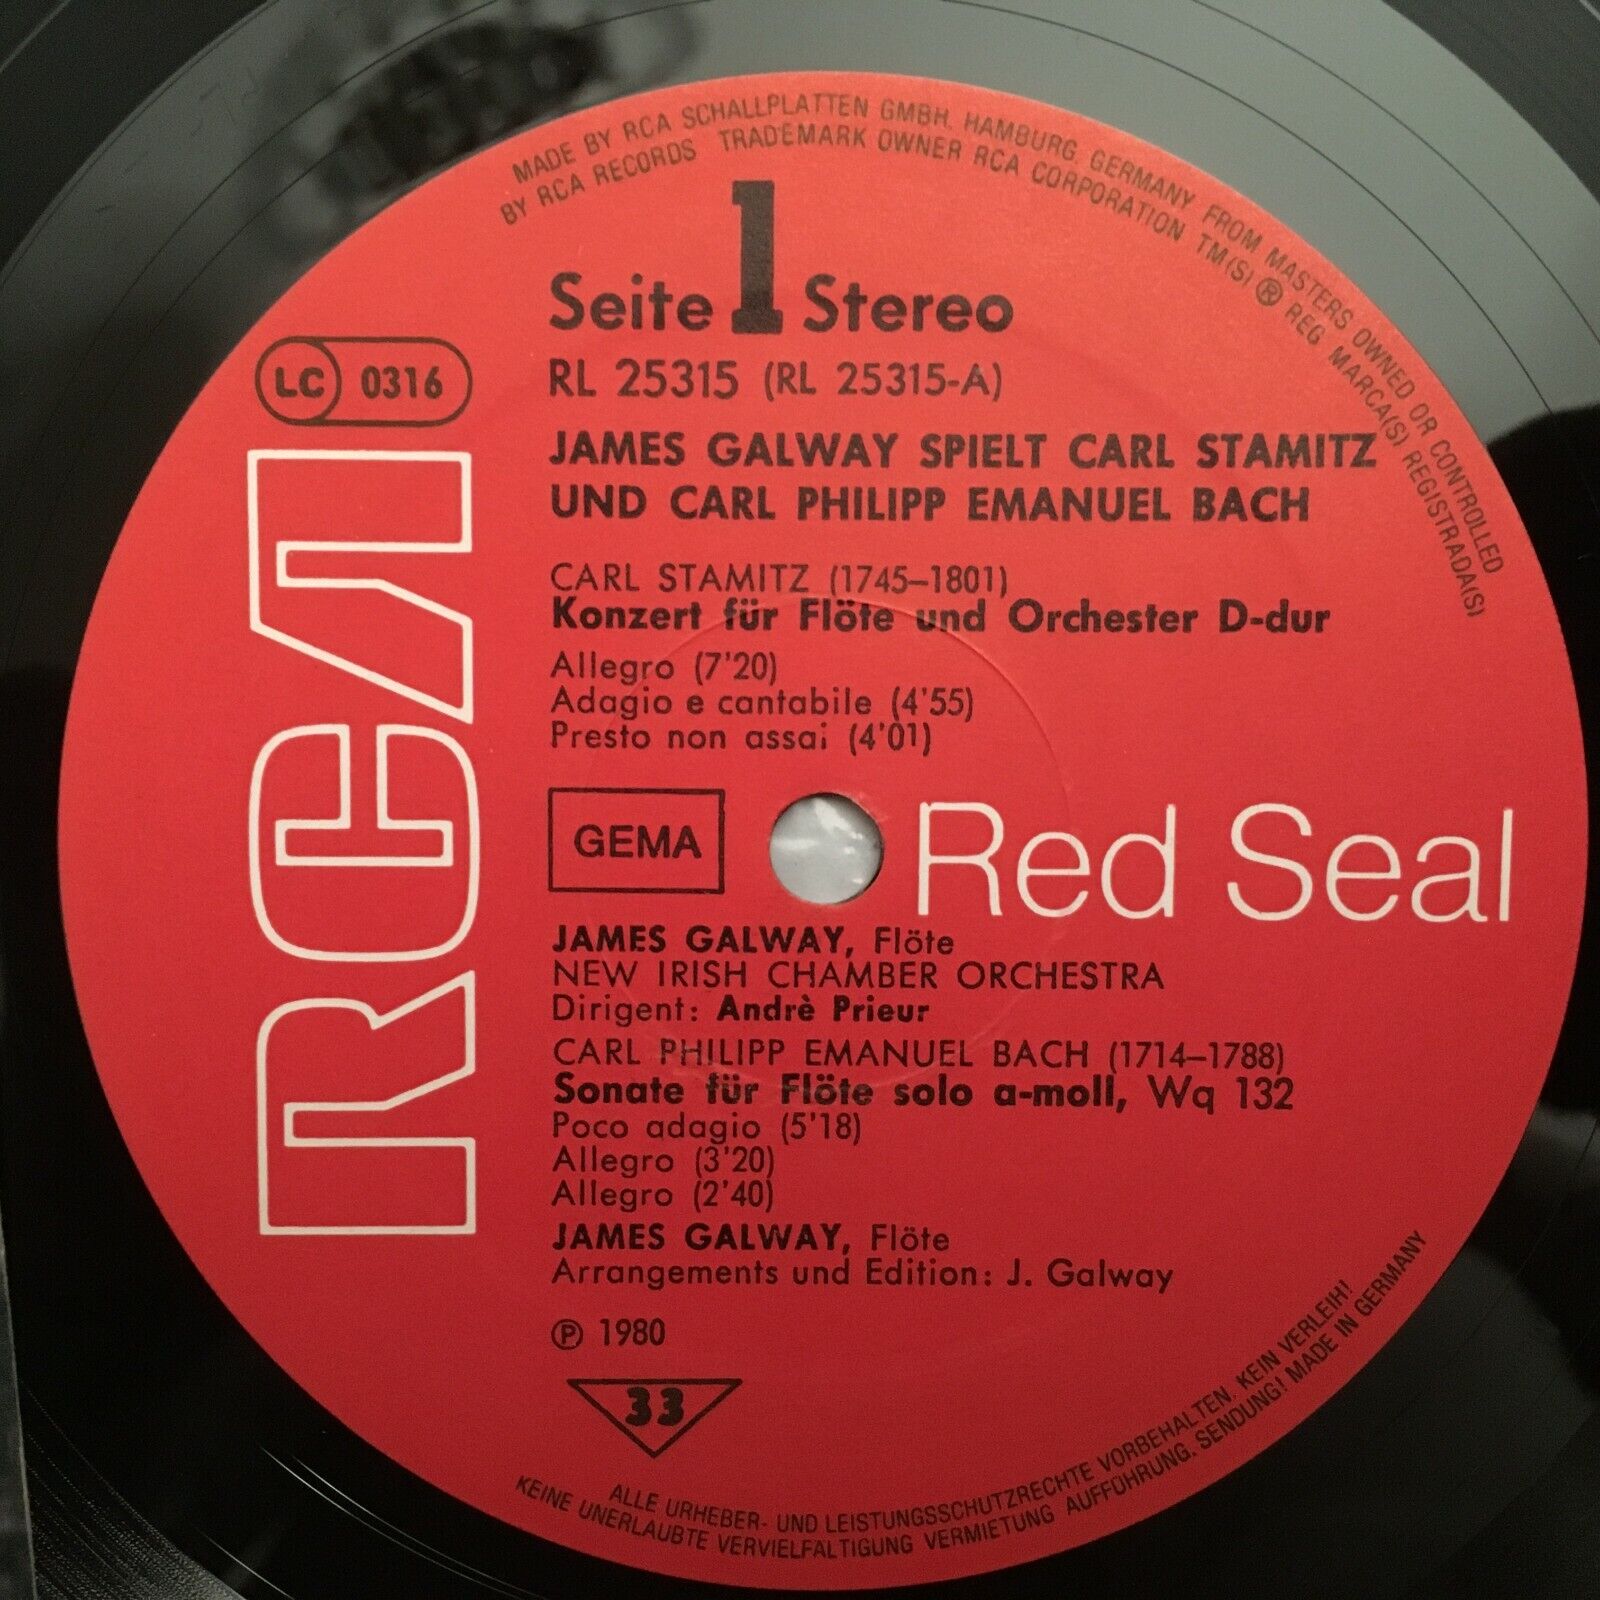 MADE BY RCA SCHALLPLATTEN GMBH, HAMBURG, GERMANY FROM MASTERS OWNED OR CONTROLLED
BY RCA RECORDS TRADEMARK OWNER RCA CORPORATION TM(S) ® REG MARCA(S) REGISTRADA(S)
Seite 1 Stereo
LC 0316
RL 25315 (RL 25315-A)
JAMES GALWAY SPIELT CARL STAMITZ
UND CARL PHILIPP EMANUEL BACH
CARL STAMITZ (1745–1801)
Konzert für Flöte und Orchester D-dur
Allegro (7'20)
Adagio e cantabile (4'55)
Presto non assai (4'01)
RCA
GEMA
Red Seal
JAMES GALWAY, Flöte
NEW IRISH CHAMBER ORCHESTRA
Dirigent: Andrè Prieur
CARL PHILIPP EMANUEL BACH (1714–1788)
Sonate für Flöte solo a-moll, Wq 132
Poco adagio (5'18)
Allegro (3'20)
Allegro (2'40)
JAMES GALWAY, Flöte
Arrangements und Edition: J. Galway
℗ 1980
33
ALLE URHEBER- UND LEISTUNGSSCHUTZRECHTE VORBEHALTEN. KEIN VERLEIH!
KEINE UNERLAUBTE VERVIELFALTIGUNG VERMIETUNG AUFFÜHRUNG, SENDUNG! MADE IN GERMANY